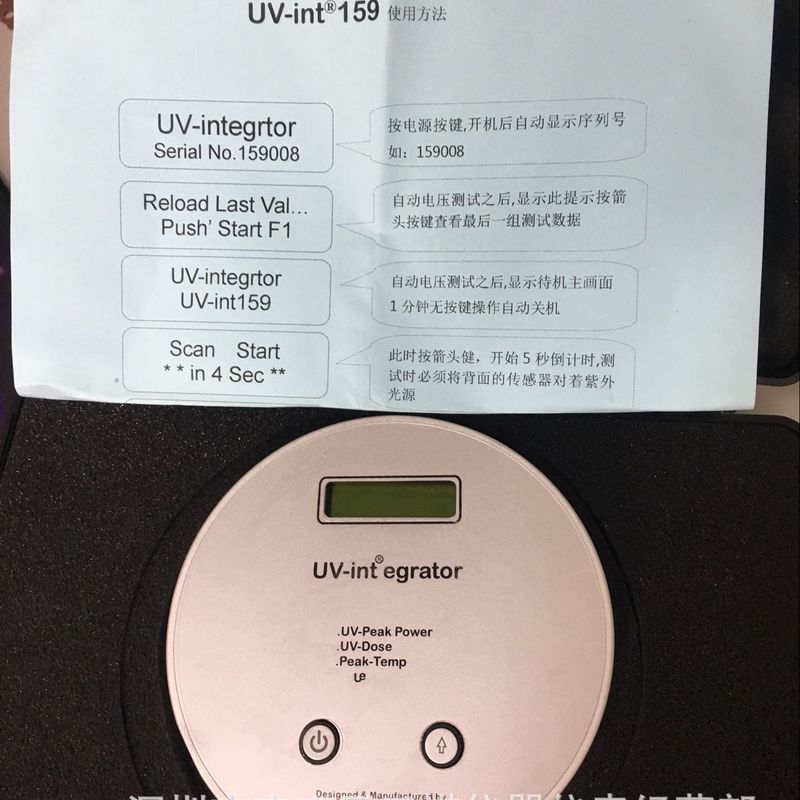 UV-int®159 使用方法
UV-integrtor
Serial No.159008
按电源按键,开机后自动显示序列号
如：159008
Reload Last Val...
Push' Start F1
自动电压测试之后,显示此提示按箭
头按键查看最后一组测试数据
UV-integrtor
UV-int159
自动电压测试之后,显示待机主画面
1分钟无按键操作自动关机
Scan Start
* * in 4 Sec **
此时按箭头健，开始5秒倒计时,测
试时必须将背面的传感器对着紫外
光源
UV-int®egrator
.UV-Peak Power
.UV-Dose
.Peak-Temp
Designed & Manufactured by